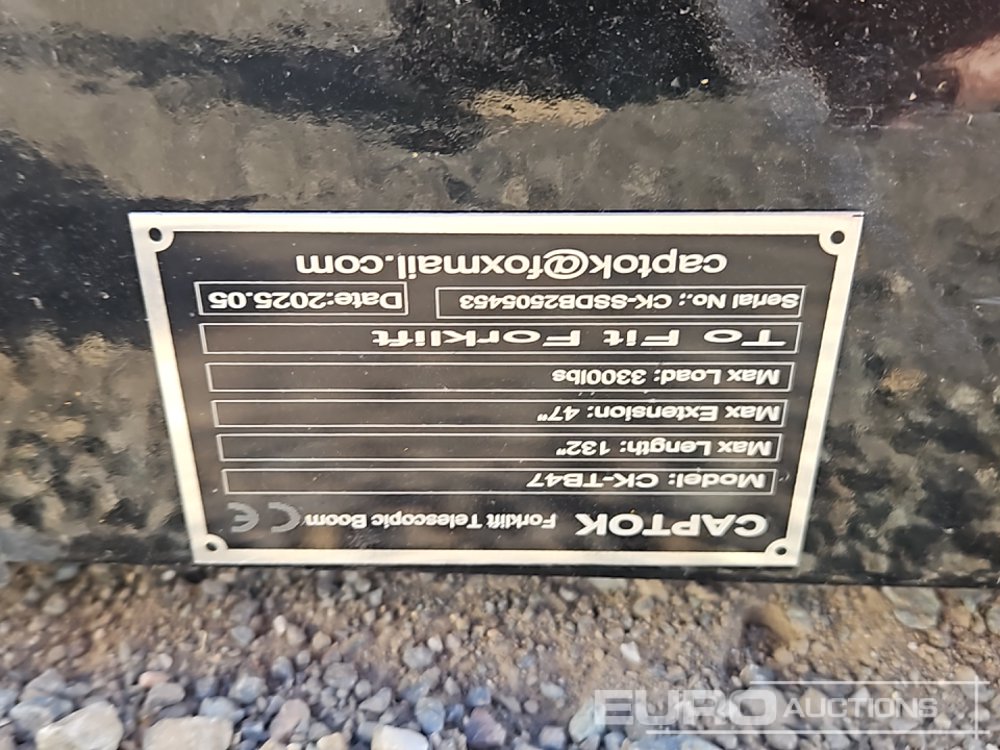 CAPTOK Forklift Telescopic Boom CE
Model: CK-TB47
Max Length: 132"
Max Extension: 47"
Max Load: 3300lbs
To Fit Forklift
Serial No.: CK-SSDB2505453 Date:2025.05
captok@foxmail.com
EURO AUCTIONS